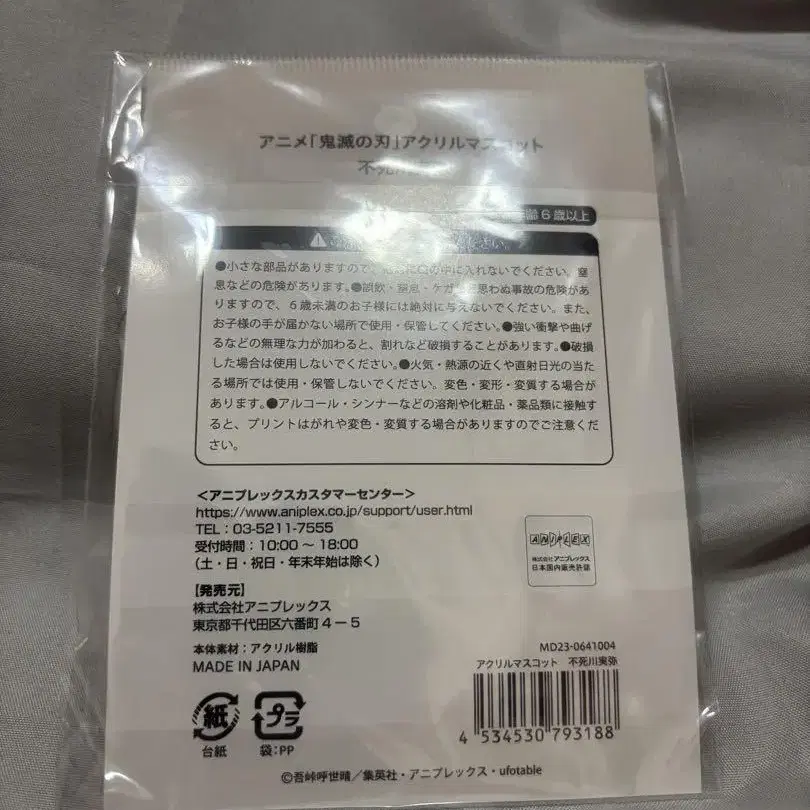 アニメ「鬼滅の刃」アクリルマスコット
不死川
齢6歳以上
●小さな部品がありますので、絶対に口の中に入れないでください。窒
息などの危険があります。●誤飲・窒息・ケガなど思わぬ事故の危険があ
りますので、6歳未満のお子様には絶対に与えないでください。また、
お子様の手が届かない場所で使用・保管してください。●強い衝撃や曲げ
るなどの無理な力が加わると、割れなど破損することがあります。●破損
した場合は使用しないでください。●火気・熱源の近くや直射日光の当た
る場所では使用・保管しないでください。変色・変形・変質する場合が
あります。●アルコール・シンナーなどの溶剤や化粧品・薬品類に接触す
ると、プリントはがれや変色・変質する場合がありますのでご注意くだ
さい。
<アニプレックスカスタマーセンター>
https://www.aniplex.co.jp/support/user.html
TEL：03-5211-7555
受付時間：10:00～18:00
（土・日・祝日・年末年始は除く）
ANIPLEX
株式会社アニプレックス
日本国内販売許諾
【発売元】
株式会社アニプレックス
東京都千代田区六番町4－5
本体素材：アクリル樹脂
MADE IN JAPAN
MD23-0641004
アクリルマスコット 不死川実弥
4 534530 793188
紙
台紙
プラ
袋：PP
©吾峠呼世晴／集英社・アニプレックス・ufotable